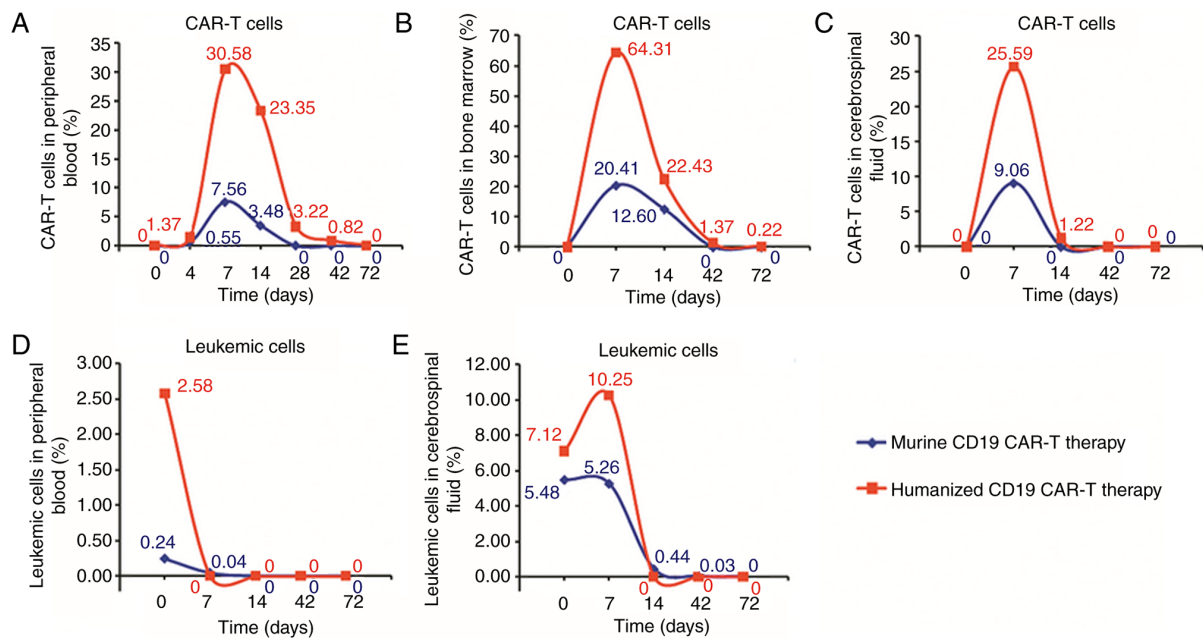 A
CAR-T cells
CAR-T cells in peripheral
blood (%)
35
30
25
20
15
10
5
0
30.58
23.35
7.56
3.48
3.22
0.82
0
0
1.37
0.55
0
0
0
0
0 4 7 14 28 42 72
Time (days)
B
CAR-T cells
CAR-T cells in bone marrow (%)
70
60
50
40
30
20
10
0
64.31
20.41
22.43
12.60
1.37
0.22
0
0
0
0 7 14 42 72
Time (days)
C
CAR-T cells
CAR-T cells in cerebrospinal
fluid (%)
30
25
20
15
10
5
0
25.59
9.06
1.22
0
0
0
0
0
0
0
0 7 14 42 72
Time (days)
D
Leukemic cells
Leukemic cells in peripheral
blood (%)
3.00
2.50
2.00
1.50
1.00
0.50
0.00
2.58
0.24
0.04
0 0 0
0 0 0 0
0 7 14 42 72
Time (days)
E
Leukemic cells
Leukemic cells in cerebrospinal
fluid (%)
12.00
10.00
8.00
6.00
4.00
2.00
0.00
10.25
7.12
5.48
5.26
0.44
0.03
0
0 0 0
0 7 14 42 72
Time (days)
Murine CD19 CAR-T therapy
Humanized CD19 CAR-T therapy